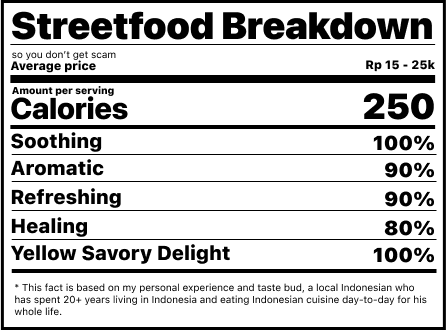 Streetfood Breakdown
so you don't get scam
Average price Rp 15 - 25k
Amount per serving
Calories 250
Soothing 100%
Aromatic 90%
Refreshing 90%
Healing 80%
Yellow Savory Delight 100%
* This fact is based on my personal experience and taste bud, a local Indonesian who
has spent 20+ years living in Indonesia and eating Indonesian cuisine day-to-day for his
whole life.